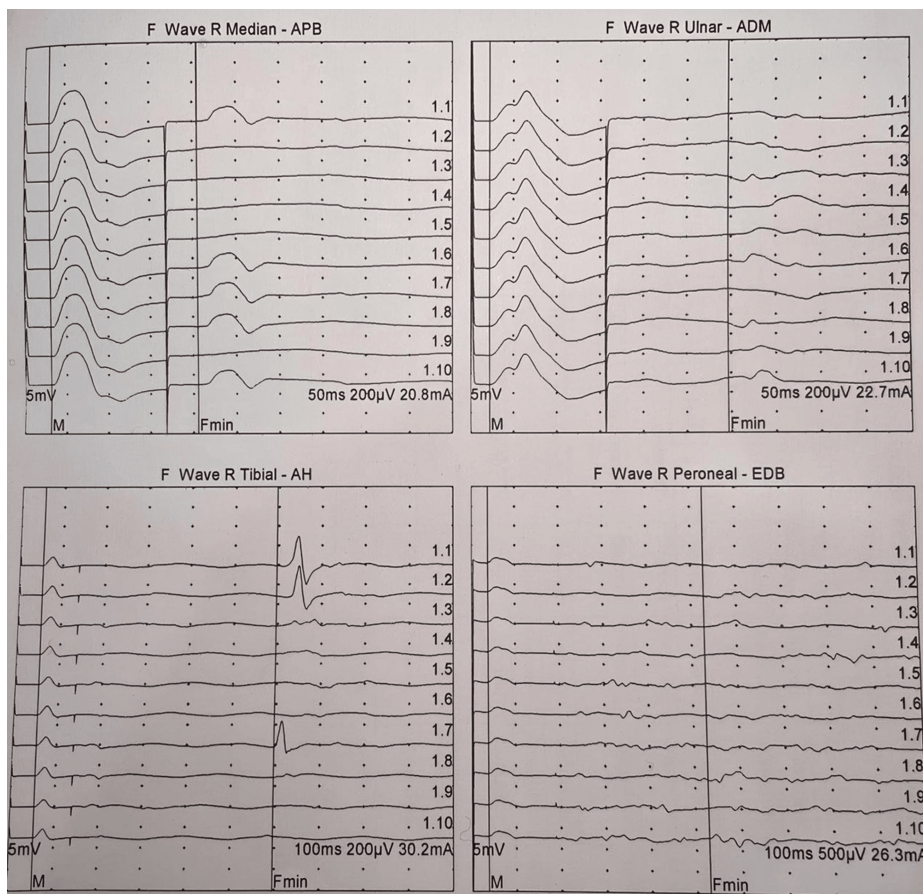 F Wave R Median - APB
1.1
1.2
1.3
1.4
1.5
1.6
1.7
1.8
1.9
1.10
5mV
50ms 200µV 20.8mA
M
Fmin
F Wave R Ulnar - ADM
1.1
1.2
1.3
1.4
1.5
1.6
1.7
1.8
1.9
1.10
5mV
50ms 200µV 22.7mA
M
Fmin
F Wave R Tibial - AH
1.1
1.2
1.3
1.4
1.5
1.6
1.7
1.8
1.9
1.10
5mV
100ms 200µV 30.2mA
M
Fmin
F Wave R Peroneal - EDB
1.1
1.2
1.3
1.4
1.5
1.6
1.7
1.8
1.9
1.10
5mV
100ms 500µV 26.3mA
M
Fmin